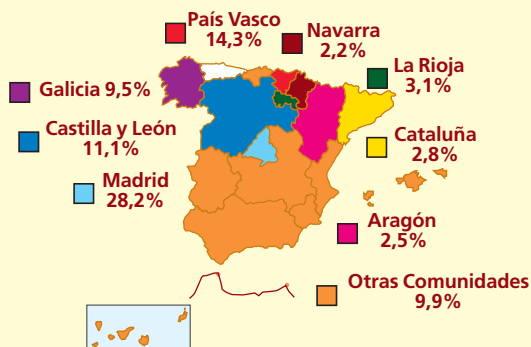 País Vasco
14,3%
Navarra
2,2%
La Rioja
3,1%
Galicia 9,5%
Castilla y León
11,1%
Cataluña
2,8%
Madrid
28,2%
Aragón
2,5%
Otras Comunidades
9,9%